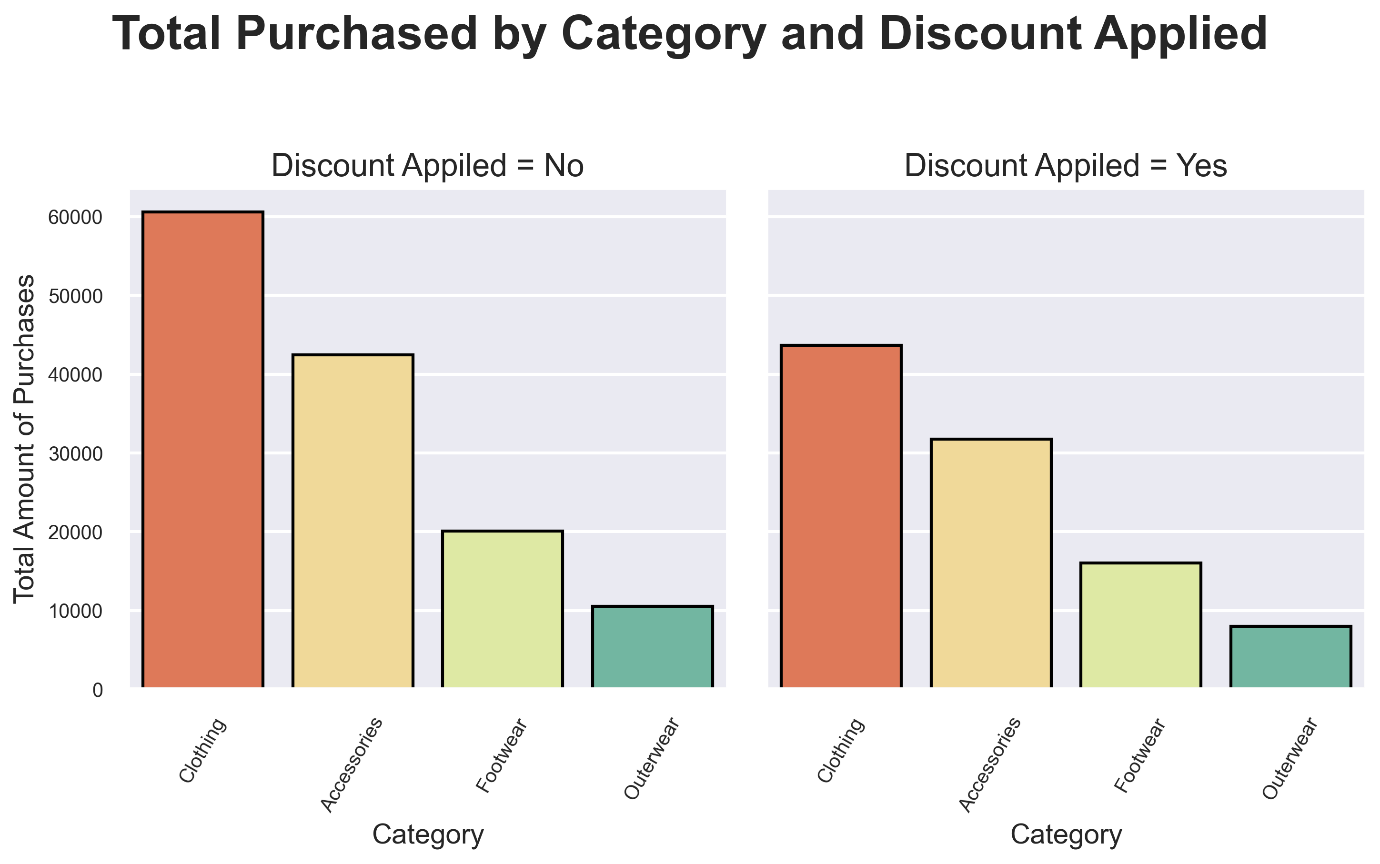 Total Purchased by Category and Discount Applied
Discount Appiled = No
Discount Appiled = Yes
Total Amount of Purchases
60000
50000
40000
30000
20000
10000
0
Clothing
Accessories
Footwear
Outerwear
Clothing
Accessories
Footwear
Outerwear
Category
Category